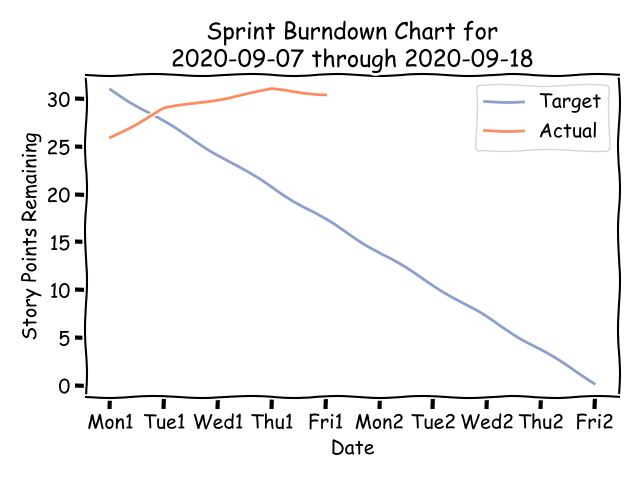 Sprint Burndown Chart for
2020-09-07 through 2020-09-18
Target
Actual
Story Points Remaining
30
25
20
15
10
5
0
Mon1 Tue1 Wed1 Thu1 Fri1 Mon2 Tue2 Wed2 Thu2 Fri2
Date